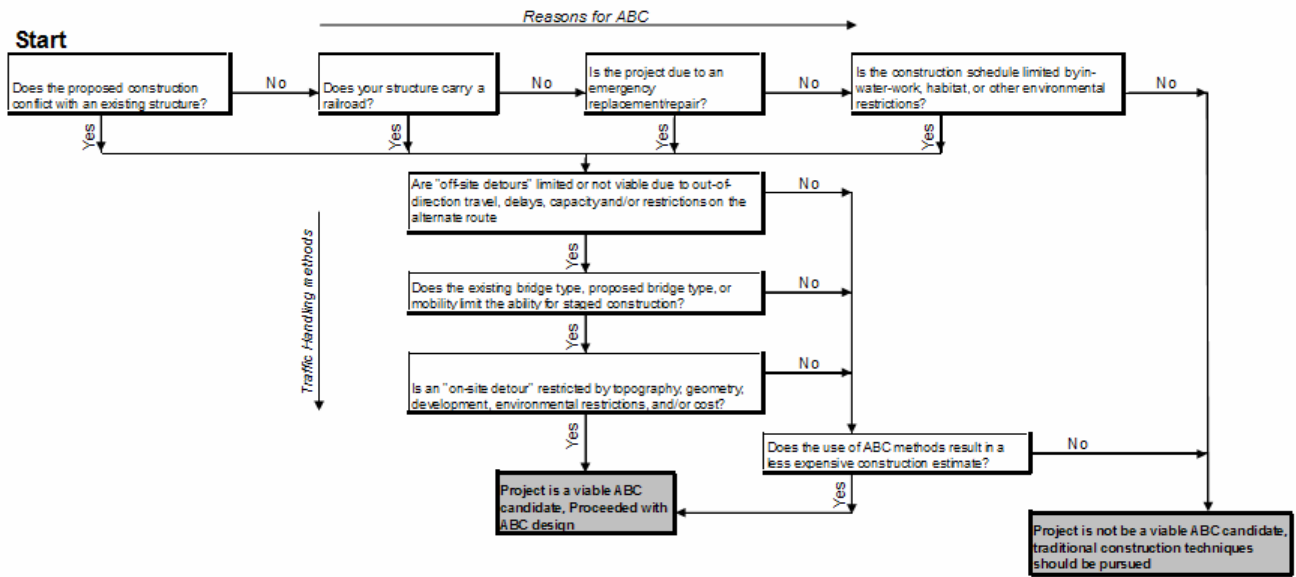 Reasons for ABC
Start
Does the proposed construction
conflict with an existing structure?
No
Does your structure carry a
railroad?
No
Is the project due to an
emergency
replacement/repair?
No
Is the construction schedule limited by in-
water-work, habitat, or other environmental
restrictions?
No
Yes
Yes
Yes
Yes
Traffic Handling methods
Are "off-site detours" limited or not viable due to out-of-
direction travel, delays, capacity and/or restrictions on the
alternate route
No
Yes
Does the existing bridge type, proposed bridge type, or
mobility limit the ability for staged construction?
No
Yes
Is an "on-site detour" restricted by topography, geometry,
development, environmental restrictions, and/or cost?
No
Yes
Does the use of ABC methods result in a
less expensive construction estimate?
No
Yes
Project is a viable ABC
candidate, Proceeded with
ABC design
Project is not be a viable ABC candidate,
traditional construction techniques
should be pursued